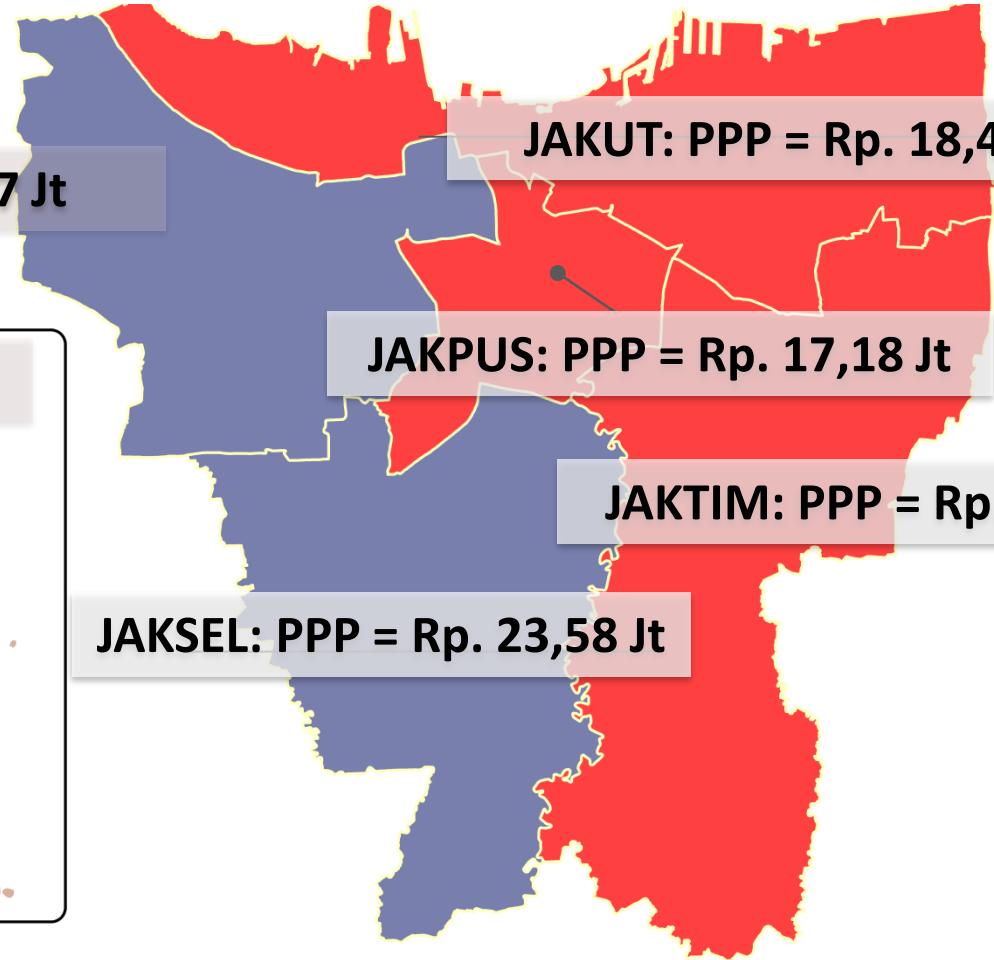 JAKUT: PPP = Rp. 18,4
7 Jt
JAKPUS: PPP = Rp. 17,18 Jt
JAKTIM: PPP = Rp
JAKSEL: PPP = Rp. 23,58 Jt